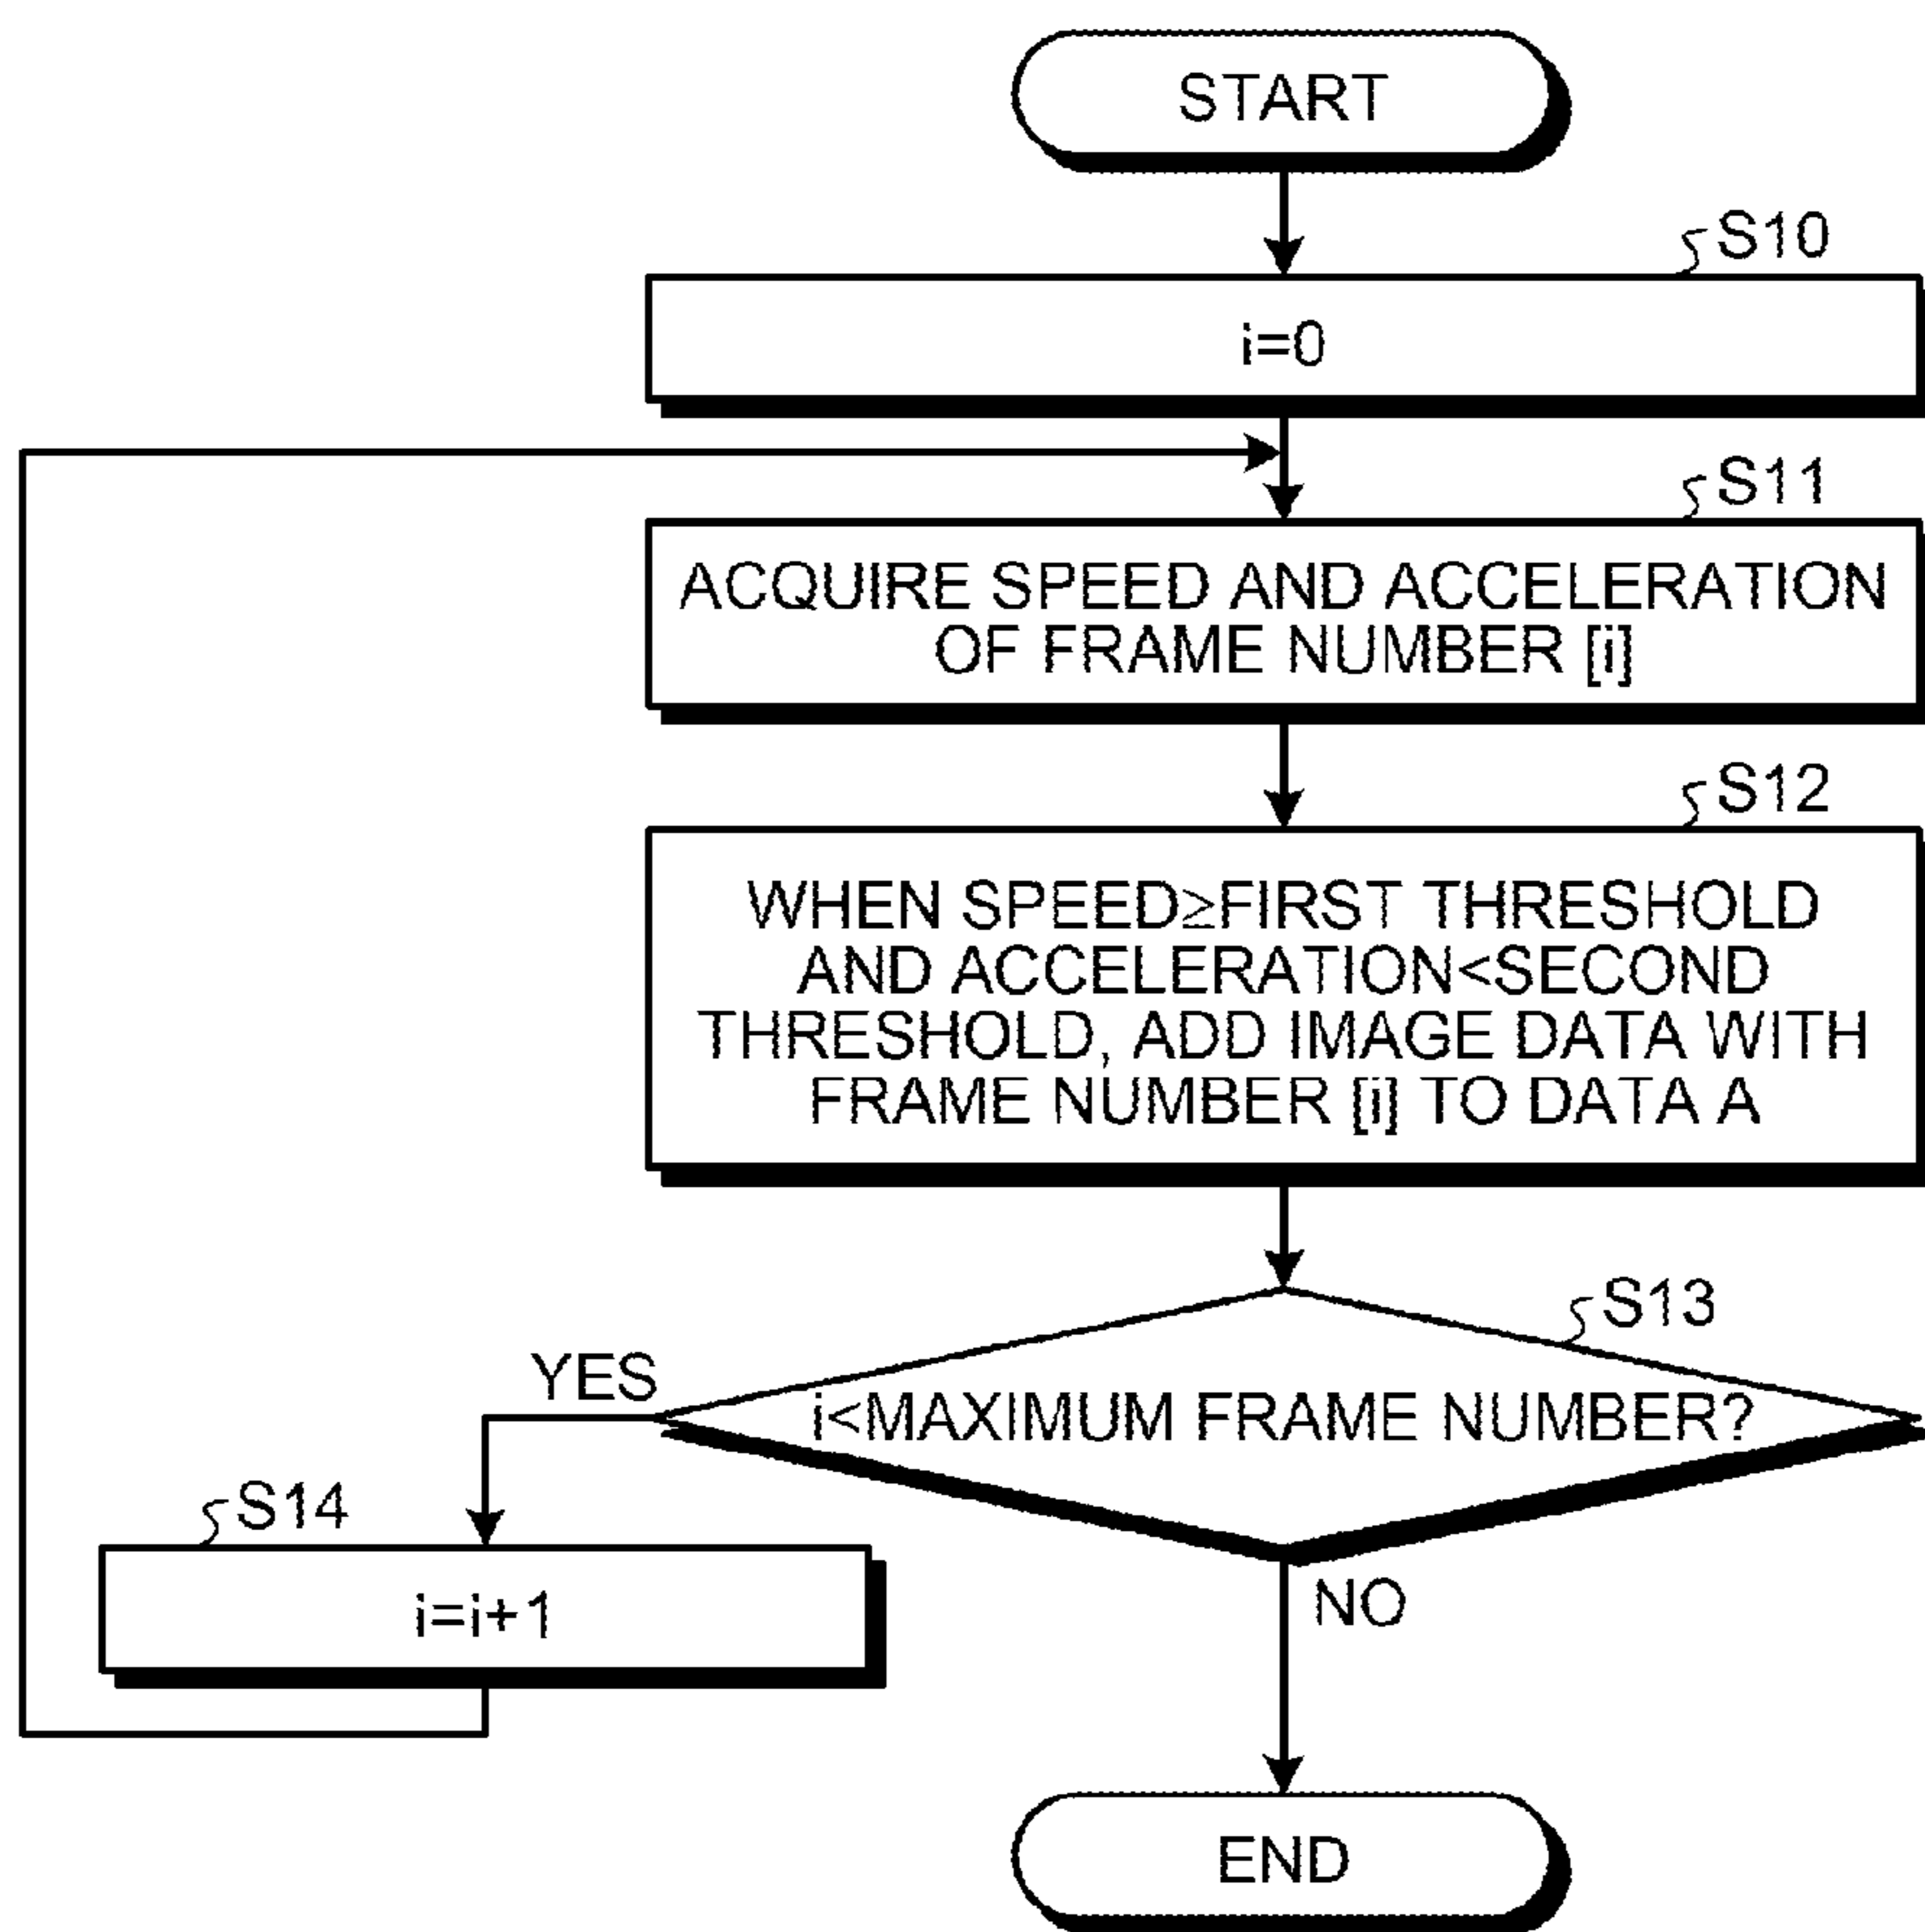 START
S10
i=0
S11
ACQUIRE SPEED AND ACCELERATION
OF FRAME NUMBER [i]
S12
WHEN SPEED≥FIRST THRESHOLD
AND ACCELERATION<SECOND
THRESHOLD, ADD IMAGE DATA WITH
FRAME NUMBER [i] TO DATA A
S13
YES
i<MAXIMUM FRAME NUMBER?
S14
i=i+1
NO
END